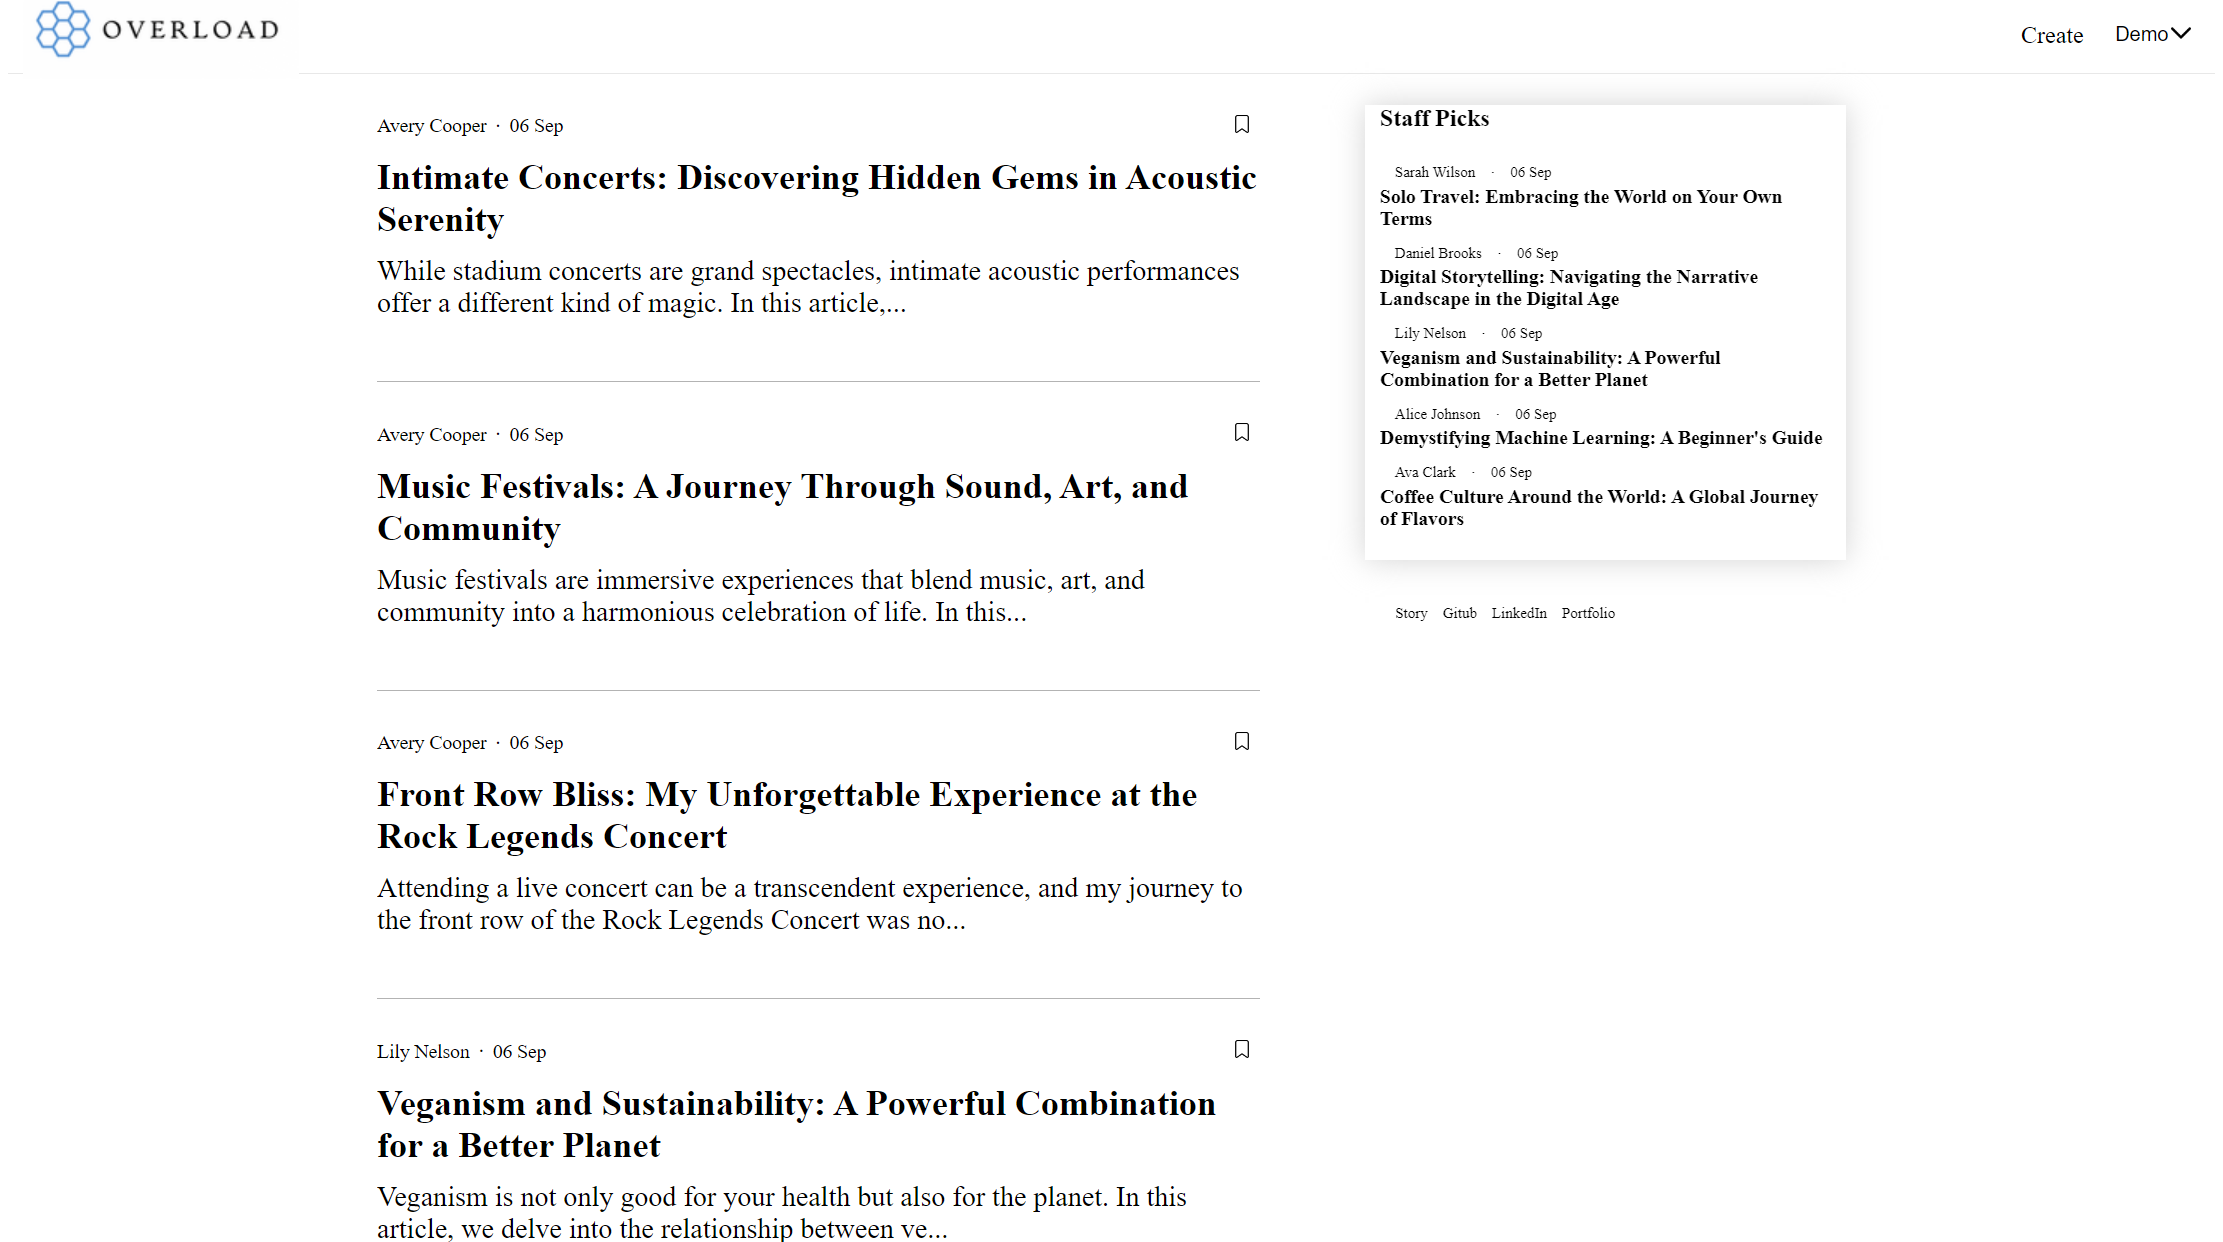 OVERLOAD
Create
Demo
Avery Cooper · 06 Sep
Intimate Concerts: Discovering Hidden Gems in Acoustic
Serenity
While stadium concerts are grand spectacles, intimate acoustic performances
offer a different kind of magic. In this article,...
Avery Cooper · 06 Sep
Music Festivals: A Journey Through Sound, Art, and
Community
Music festivals are immersive experiences that blend music, art, and
community into a harmonious celebration of life. In this...
Avery Cooper · 06 Sep
Front Row Bliss: My Unforgettable Experience at the
Rock Legends Concert
Attending a live concert can be a transcendent experience, and my journey to
the front row of the Rock Legends Concert was no...
Lily Nelson · 06 Sep
Veganism and Sustainability: A Powerful Combination
for a Better Planet
Veganism is not only good for your health but also for the planet. In this
article, we delve into the relationship between ve...
Staff Picks
Sarah Wilson · 06 Sep
Solo Travel: Embracing the World on Your Own
Terms
Daniel Brooks · 06 Sep
Digital Storytelling: Navigating the Narrative
Landscape in the Digital Age
Lily Nelson · 06 Sep
Veganism and Sustainability: A Powerful
Combination for a Better Planet
Alice Johnson · 06 Sep
Demystifying Machine Learning: A Beginner's Guide
Ava Clark · 06 Sep
Coffee Culture Around the World: A Global Journey
of Flavors
Story Gitub LinkedIn Portfolio